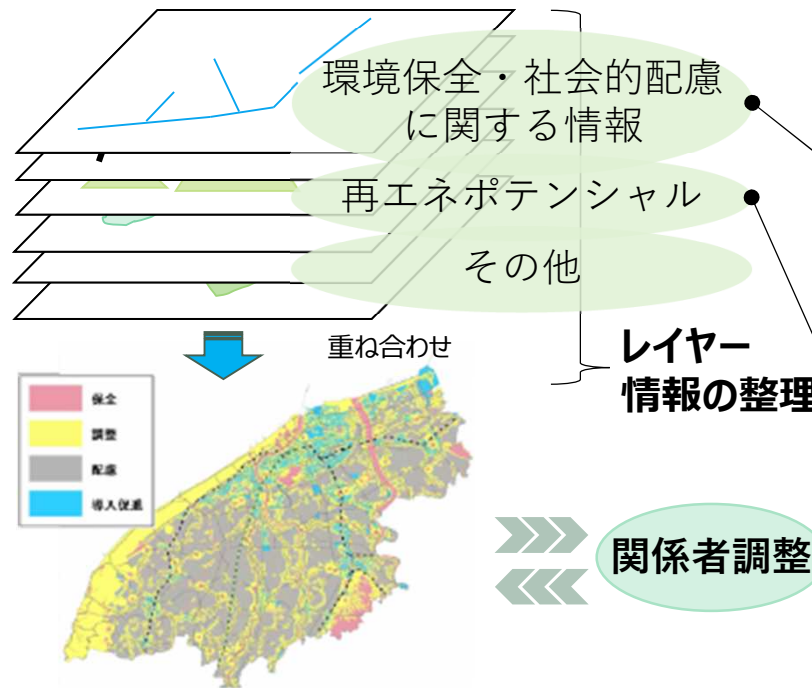 環境保全・社会的配慮
に関する情報
再エネポテンシャル
その他
重ね合わせ
レイヤー
情報の整理
保全
調整
配慮
導入促進
関係者調整